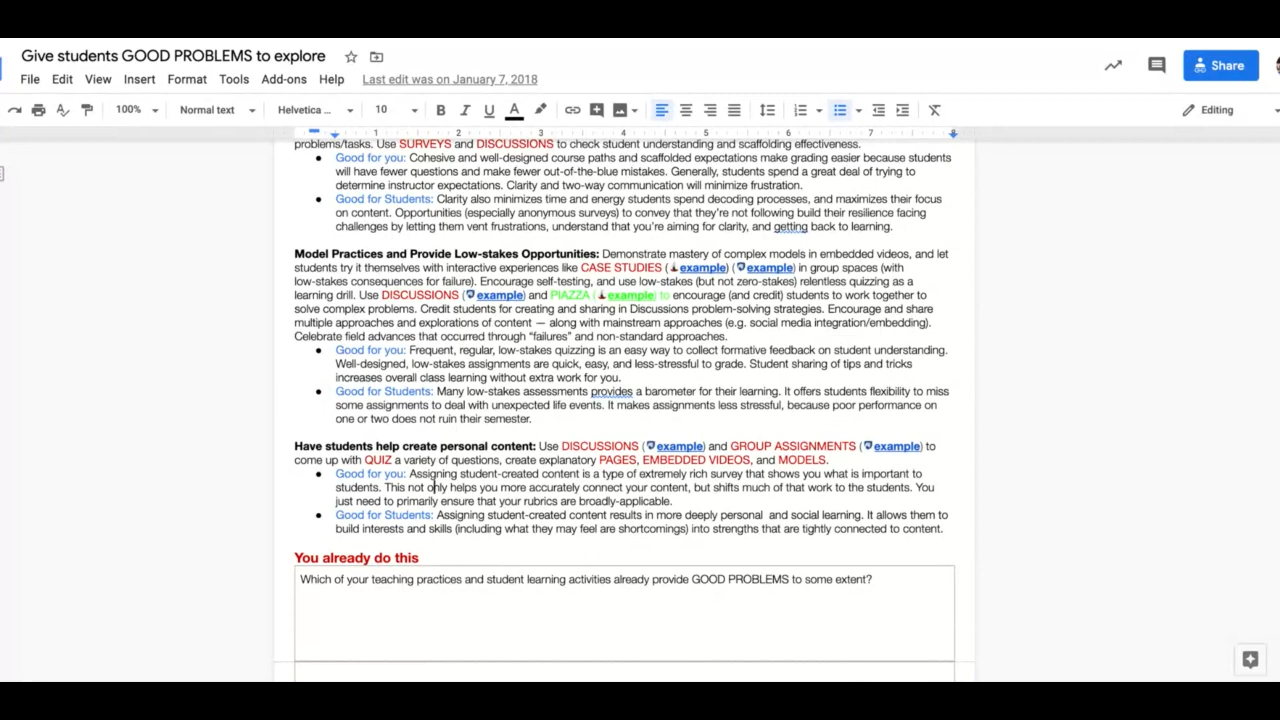 Give students GOOD PROBLEMS to explore
File Edit View Insert Format Tools Add-ons Help Last edit was on January 7, 2018
Share
100% Normal text Helvetica ... 10 B I U A Editing
1 2 3 4 5 6 7 8
problems/tasks. Use SURVEYS and DISCUSSIONS to check student understanding and scaffolding effectiveness.
● Good for you: Cohesive and well-designed course paths and scaffolded expectations make grading easier because students
will have fewer questions and make fewer out-of-the-blue mistakes. Generally, students spend a great deal of trying to
determine instructor expectations. Clarity and two-way communication will minimize frustration.
● Good for Students: Clarity also minimizes time and energy students spend decoding processes, and maximizes their focus
on content. Opportunities (especially anonymous surveys) to convey that they're not following build their resilience facing
challenges by letting them vent frustrations, understand that you're aiming for clarity, and getting back to learning.
Model Practices and Provide Low-stakes Opportunities: Demonstrate mastery of complex models in embedded videos, and let
students try it themselves with interactive experiences like CASE STUDIES (example) (example) in group spaces (with
low-stakes consequences for failure). Encourage self-testing, and use low-stakes (but not zero-stakes) relentless quizzing as a
learning drill. Use DISCUSSIONS (example) and PIAZZA (example) to encourage (and credit) students to work together to
solve complex problems. Credit students for creating and sharing in Discussions problem-solving strategies. Encourage and share
multiple approaches and explorations of content — along with mainstream approaches (e.g. social media integration/embedding).
Celebrate field advances that occurred through "failures" and non-standard approaches.
● Good for you: Frequent, regular, low-stakes quizzing is an easy way to collect formative feedback on student understanding.
Well-designed, low-stakes assignments are quick, easy, and less-stressful to grade. Student sharing of tips and tricks
increases overall class learning without extra work for you.
● Good for Students: Many low-stakes assessments provides a barometer for their learning. It offers students flexibility to miss
some assignments to deal with unexpected life events. It makes assignments less stressful, because poor performance on
one or two does not ruin their semester.
Have students help create personal content: Use DISCUSSIONS (example) and GROUP ASSIGNMENTS (example) to
come up with QUIZ a variety of questions, create explanatory PAGES, EMBEDDED VIDEOS, and MODELS.
● Good for you: Assigning student-created content is a type of extremely rich survey that shows you what is important to
students. This not only helps you more accurately connect your content, but shifts much of that work to the students. You
just need to primarily ensure that your rubrics are broadly-applicable.
● Good for Students: Assigning student-created content results in more deeply personal and social learning. It allows them to
build interests and skills (including what they may feel are shortcomings) into strengths that are tightly connected to content.
You already do this
Which of your teaching practices and student learning activities already provide GOOD PROBLEMS to some extent?